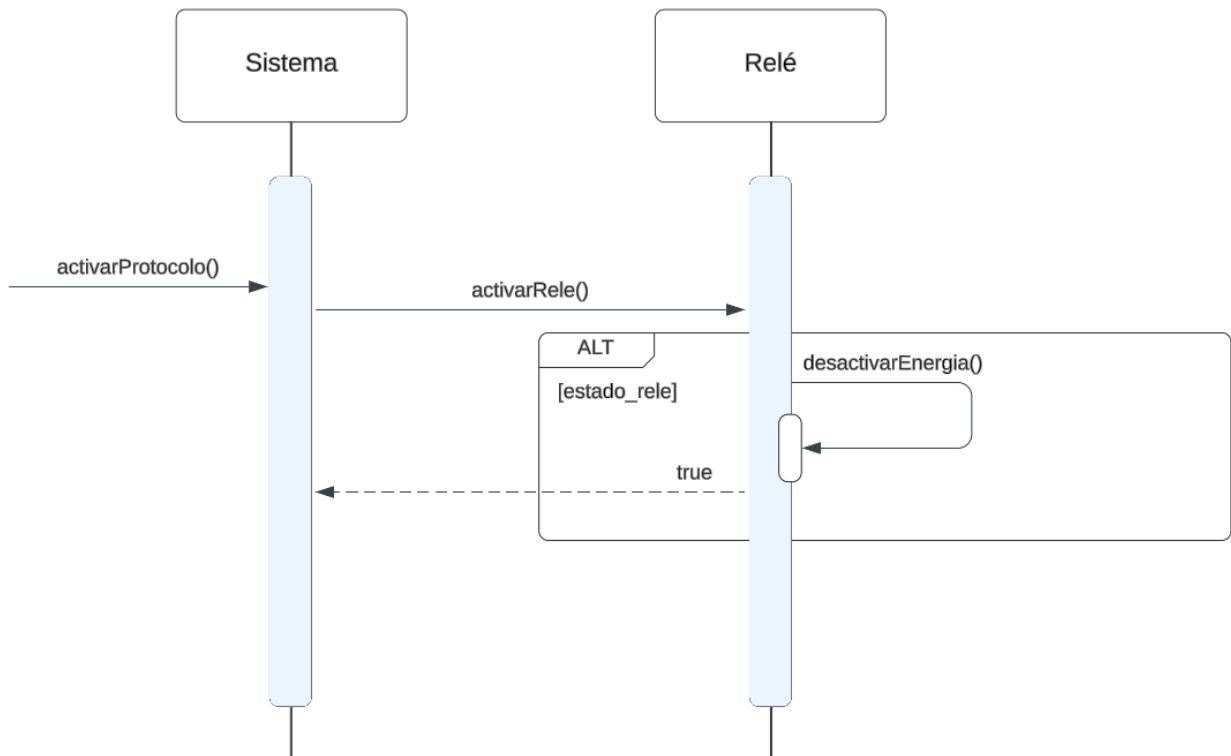 Sistema
Relé
activarProtocolo()
activarRele()
ALT
desactivarEnergia()
[estado_rele]
true